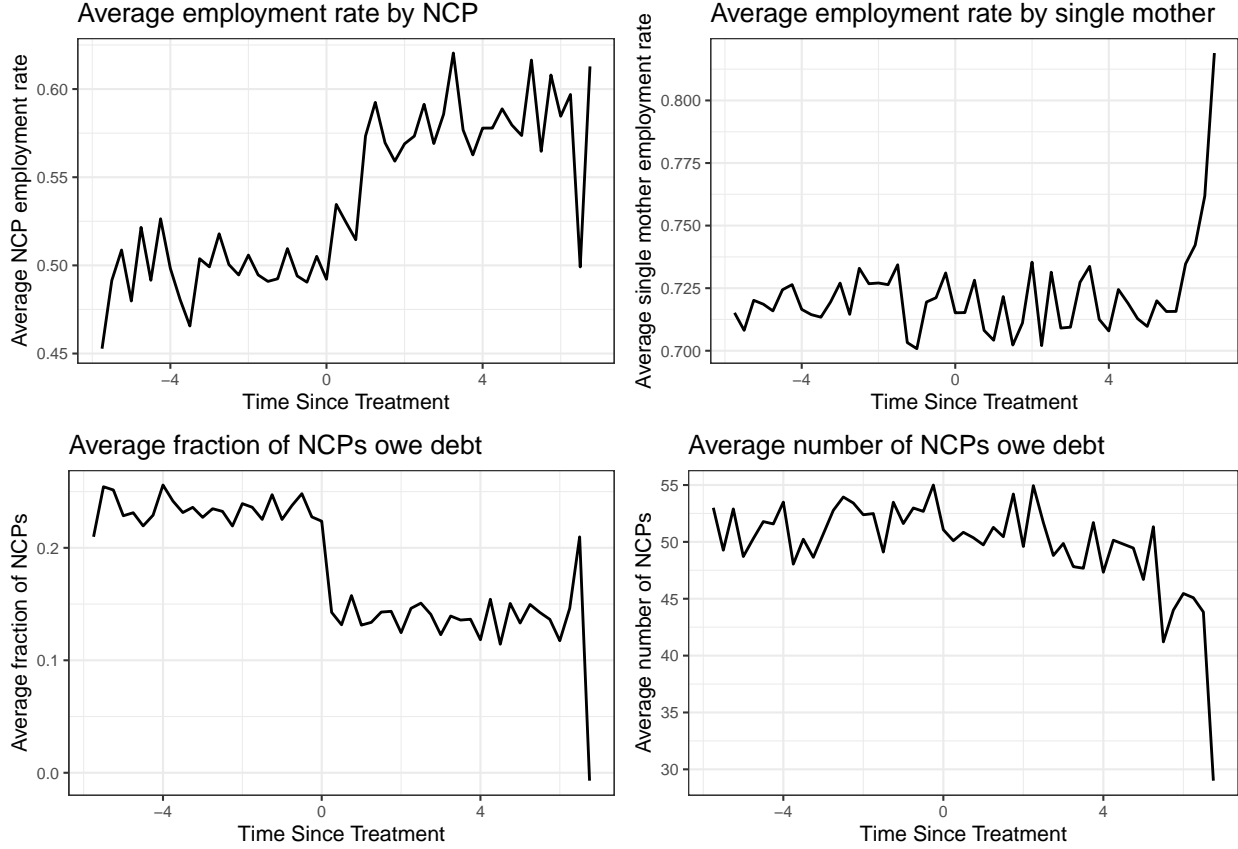 Average employment rate by NCP
Average NCP employment rate
0.60
0.55
0.50
0.45
−4
0
4
Time Since Treatment
Average employment rate by single mother
Average single mother employment rate
0.800
0.775
0.750
0.725
0.700
−4
0
4
Time Since Treatment
Average fraction of NCPs owe debt
Average fraction of NCPs
0.2
0.1
0.0
−4
0
4
Time Since Treatment
Average number of NCPs owe debt
Average number of NCPs
55
50
45
40
35
30
−4
0
4
Time Since Treatment